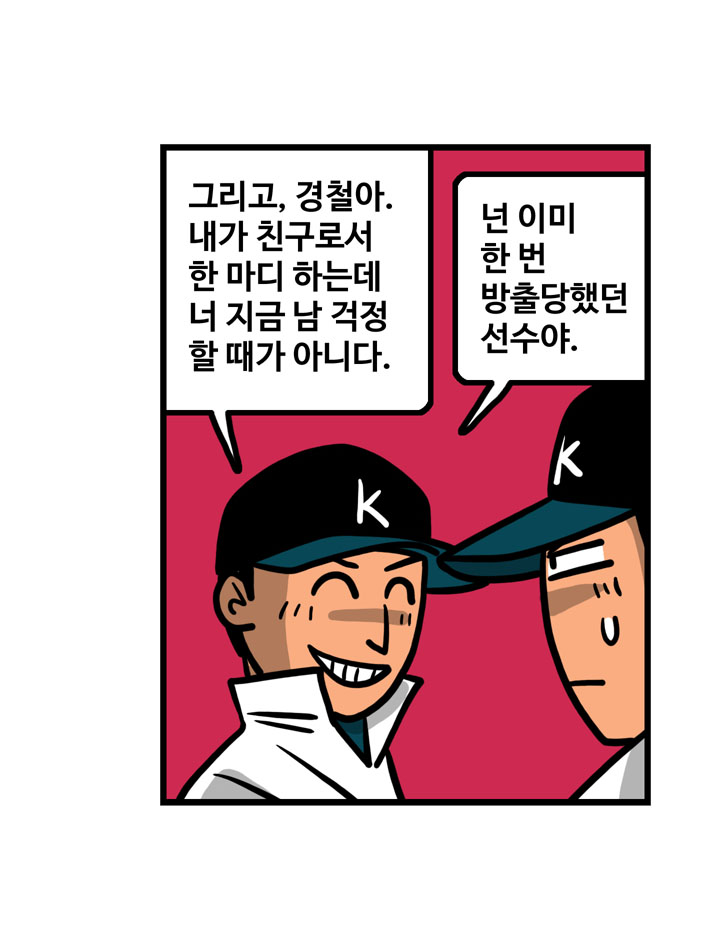 그리고, 경철아.
내가 친구로서
한 마디 하는데
너 지금 남 걱정
할 때가 아니다.
넌 이미
한 번
방출당했던
선수야.
K
K